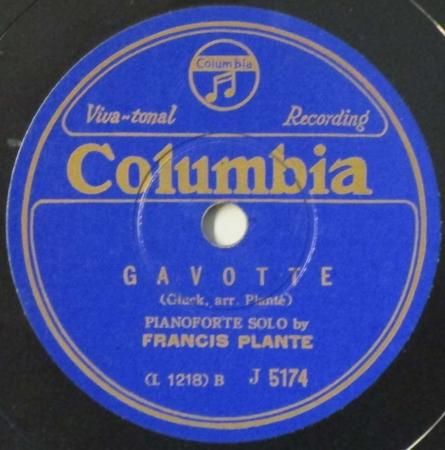 Columbia
Viva-tonal Recording
Columbia
GAVOTTE
(Gluck, arr. Planté)
PIANOFORTE SOLO by
FRANCIS PLANTE
(L 1218) B J 5174